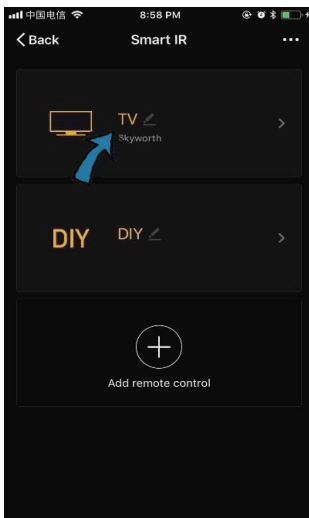 中国电信 8:58 PM
Back Smart IR
TV
Skyworth
DIY DIY
Add remote control